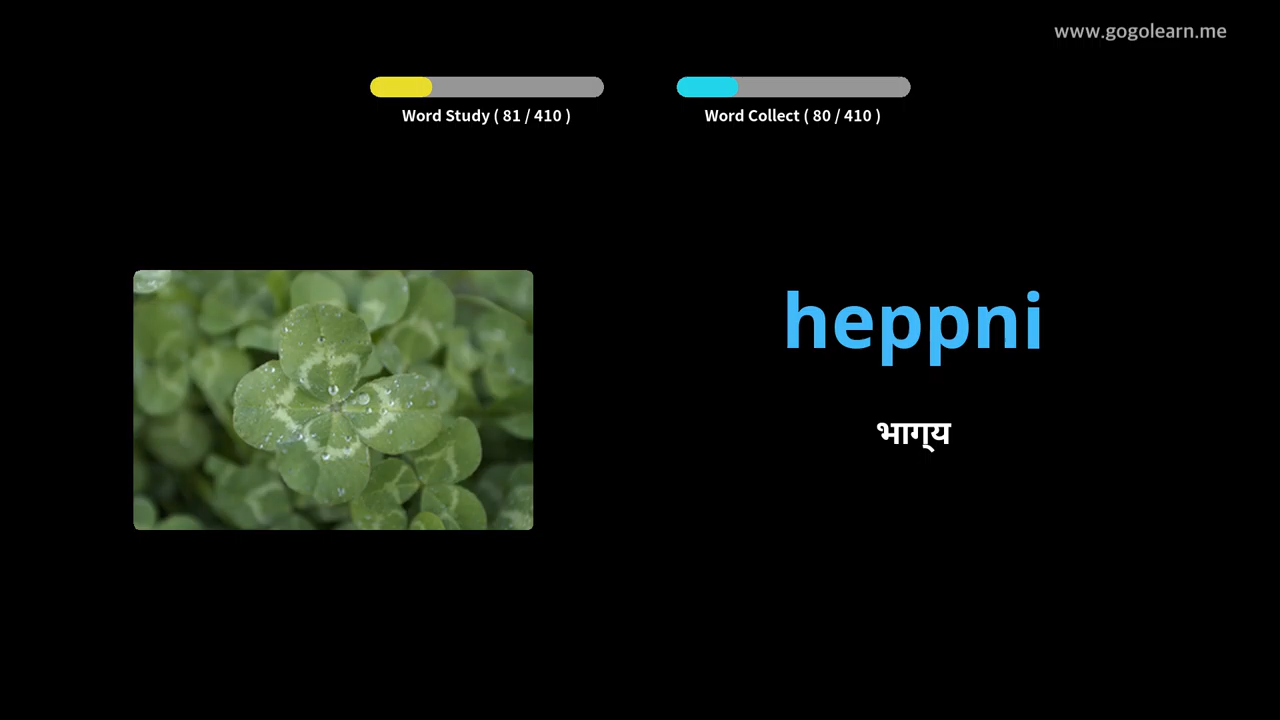 www.gogolearn.me
Word Study ( 81 / 410 )
Word Collect ( 80 / 410 )
heppni
भाग्य